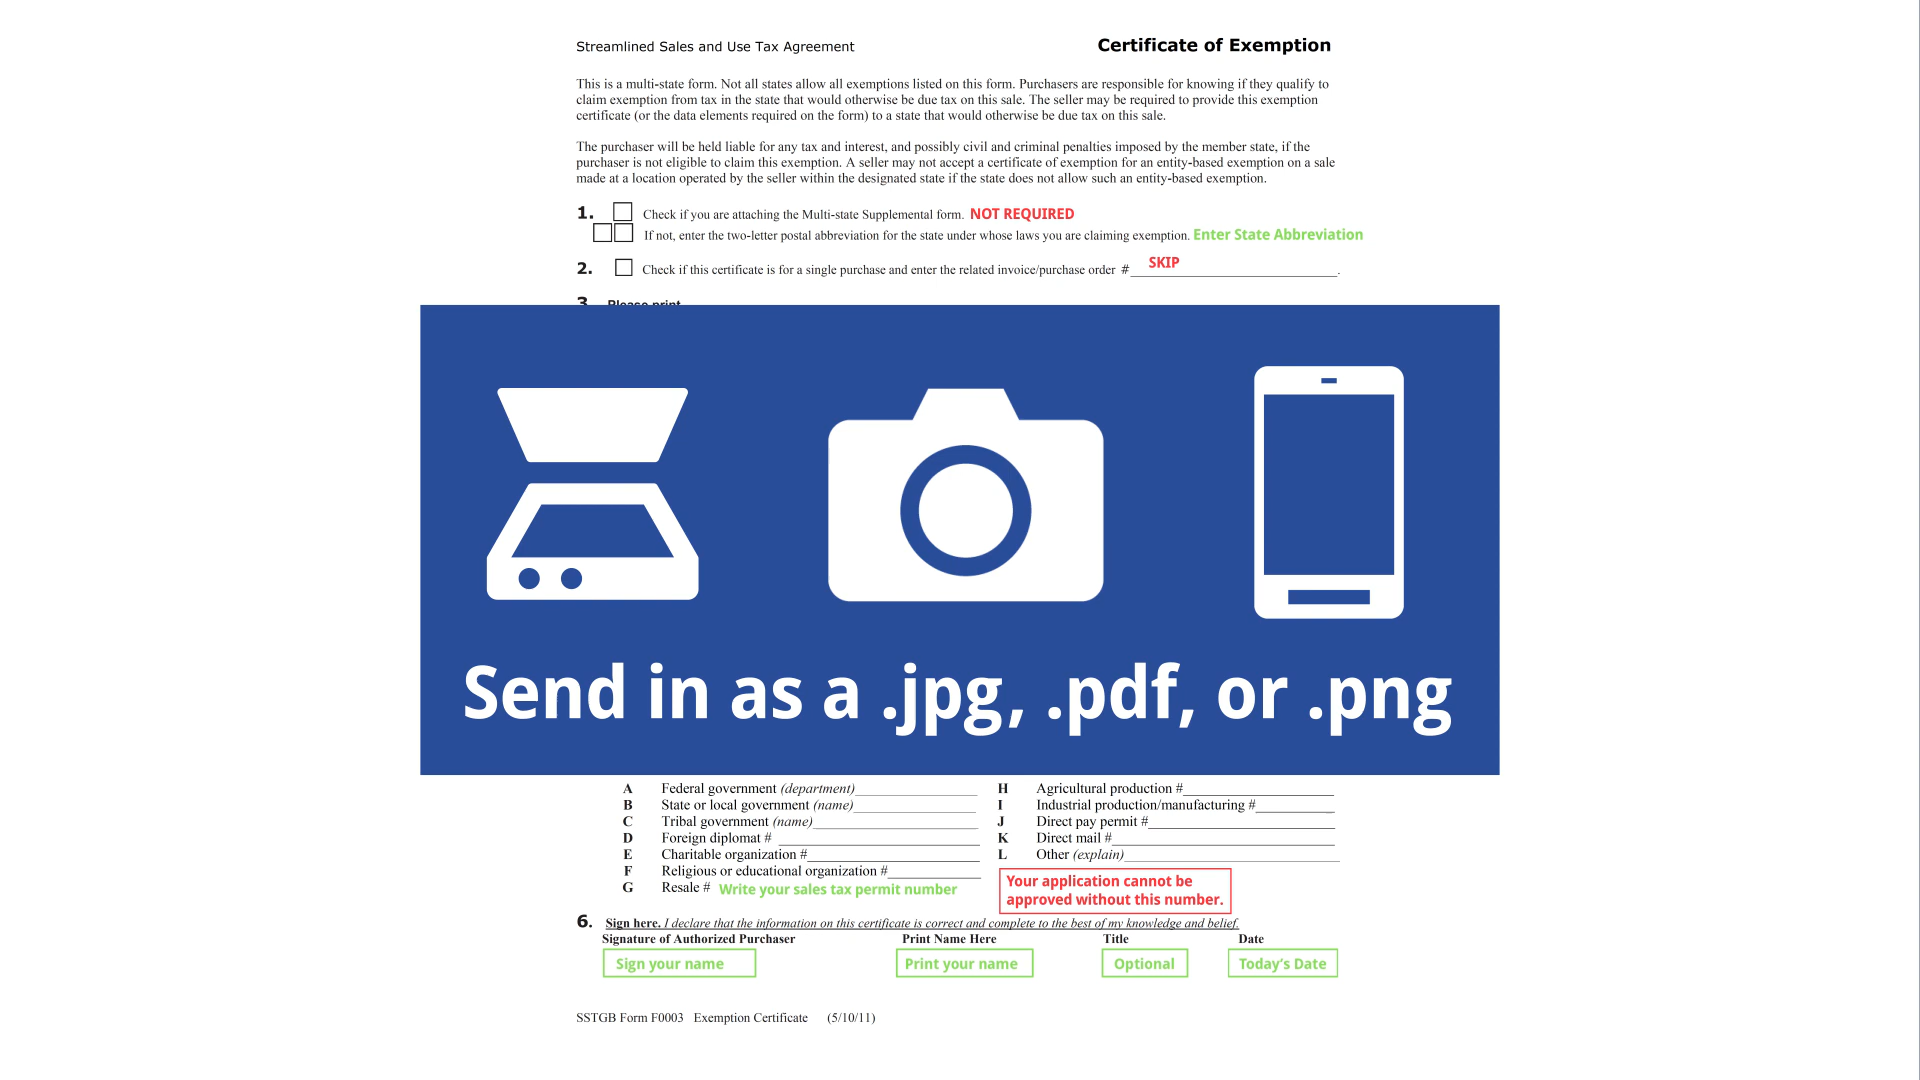 Streamlined Sales and Use Tax Agreement
Certificate of Exemption
This is a multi-state form. Not all states allow all exemptions listed on this form. Purchasers are responsible for knowing if they qualify to
claim exemption from tax in the state that would otherwise be due tax on this sale. The seller may be required to provide this exemption
certificate (or the data elements required on the form) to a state that would otherwise be due tax on this sale.
The purchaser will be held liable for any tax and interest, and possibly civil and criminal penalties imposed by the member state, if the
purchaser is not eligible to claim this exemption. A seller may not accept a certificate of exemption for an entity-based exemption on a sale
made at a location operated by the seller within the designated state if the state does not allow such an entity-based exemption.
1. Check if you are attaching the Multi-state Supplemental form. NOT REQUIRED
If not, enter the two-letter postal abbreviation for the state under whose laws you are claiming exemption. Enter State Abbreviation
2. Check if this certificate is for a single purchase and enter the related invoice/purchase order # SKIP .
3. Please print
Send in as a .jpg, .pdf, or .png
A Federal government (department)
B State or local government (name)
C Tribal government (name)
D Foreign diplomat #
E Charitable organization #
F Religious or educational organization #
G Resale # Write your sales tax permit number
H Agricultural production #
I Industrial production/manufacturing #
J Direct pay permit #
K Direct mail #
L Other (explain)
Your application cannot be
approved without this number.
6. Sign here. I declare that the information on this certificate is correct and complete to the best of my knowledge and belief.
Signature of Authorized Purchaser Print Name Here Title Date
Sign your name Print your name Optional Today's Date
SSTGB Form F0003 Exemption Certificate (5/10/11)